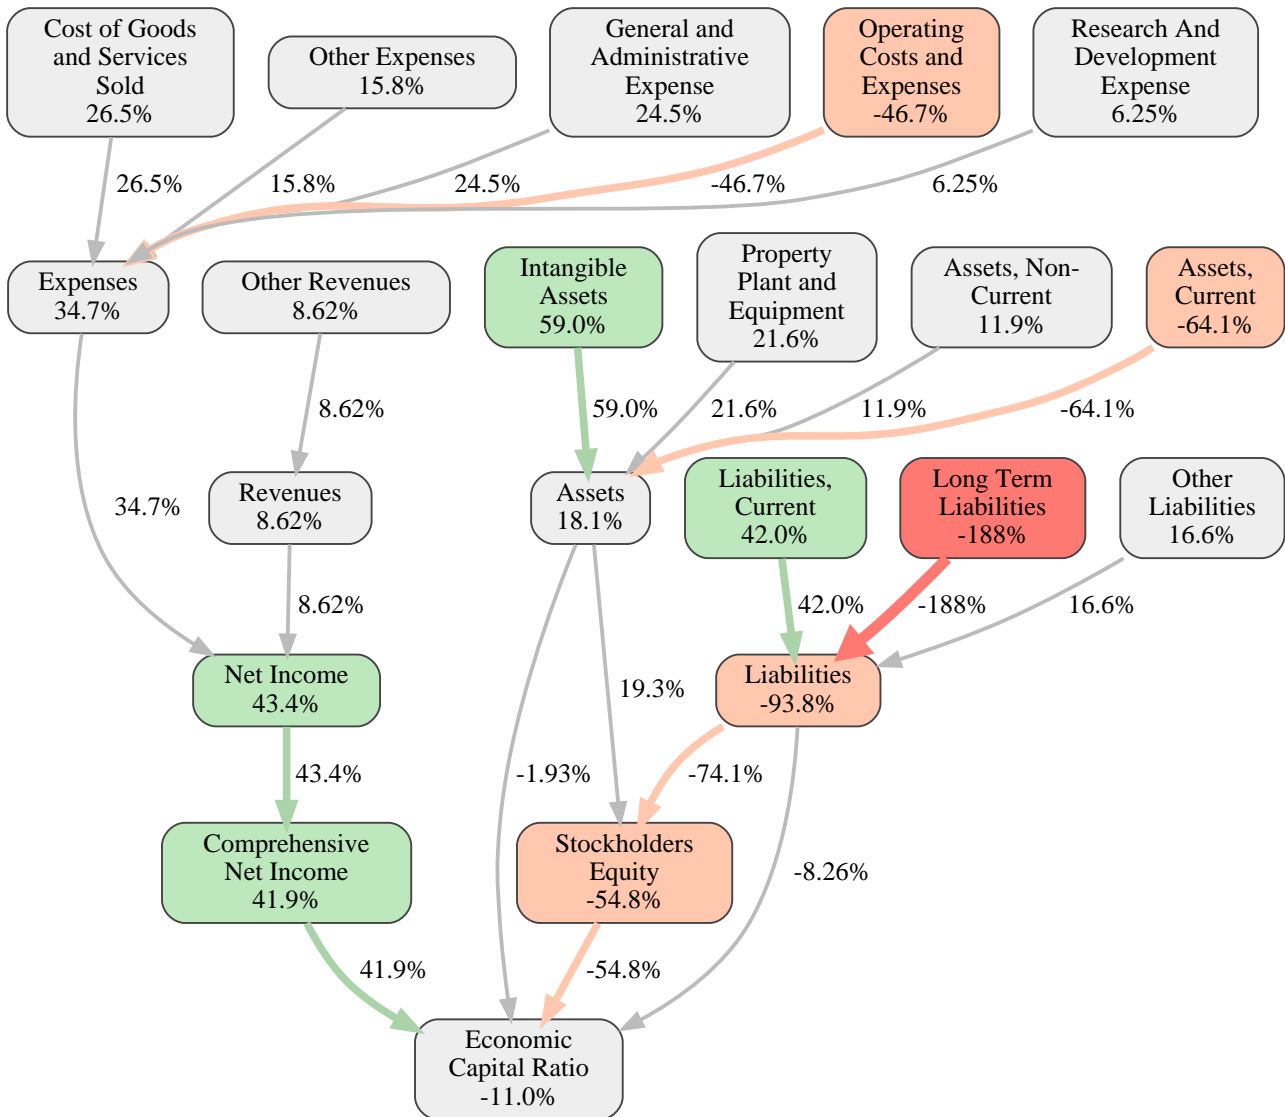 Cost of Goods
and Services
Sold
26.5%
Other Expenses
15.8%
General and
Administrative
Expense
24.5%
Operating
Costs and
Expenses
-46.7%
Research And
Development
Expense
6.25%
26.5%
15.8%
24.5%
-46.7%
6.25%
Expenses
34.7%
Other Revenues
8.62%
Intangible
Assets
59.0%
Property
Plant and
Equipment
21.6%
Assets, Non-
Current
11.9%
Assets,
Current
-64.1%
8.62%
59.0%
21.6%
11.9%
-64.1%
34.7%
Revenues
8.62%
Assets
18.1%
Liabilities,
Current
42.0%
Long Term
Liabilities
-188%
Other
Liabilities
16.6%
8.62%
42.0%
-188%
16.6%
Net Income
43.4%
19.3%
Liabilities
-93.8%
43.4%
-1.93%
-74.1%
Comprehensive
Net Income
41.9%
Stockholders
Equity
-54.8%
-8.26%
41.9%
-54.8%
Economic
Capital Ratio
-11.0%